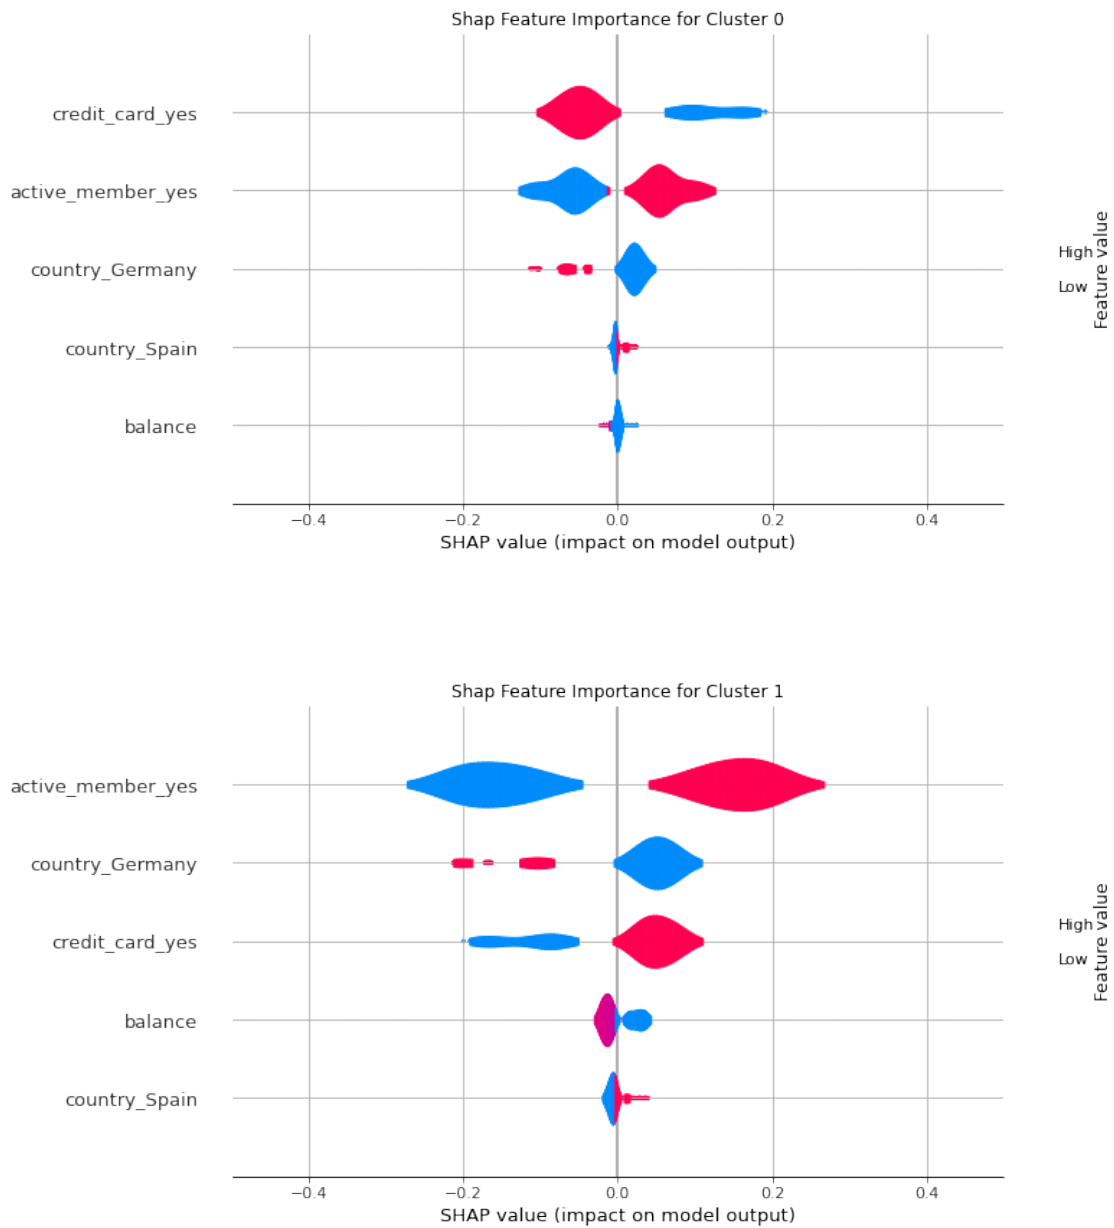 Shap Feature Importance for Cluster 0
credit_card_yes
active_member_yes
country_Germany
country_Spain
balance
High
Low
Feature value
−0.4 −0.2 0.0 0.2 0.4
SHAP value (impact on model output)
Shap Feature Importance for Cluster 1
active_member_yes
country_Germany
credit_card_yes
balance
country_Spain
High
Low
Feature value
−0.4 −0.2 0.0 0.2 0.4
SHAP value (impact on model output)